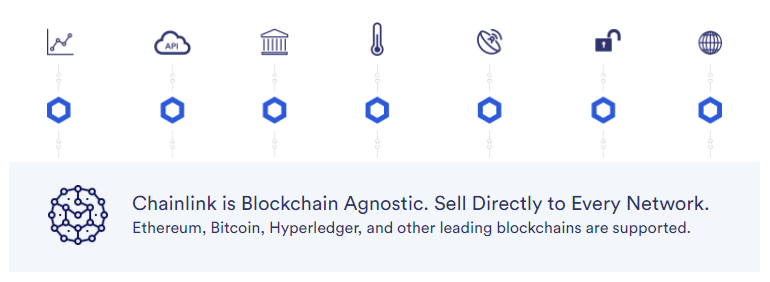 API
Chainlink is Blockchain Agnostic. Sell Directly to Every Network.
Ethereum, Bitcoin, Hyperledger, and other leading blockchains are supported.